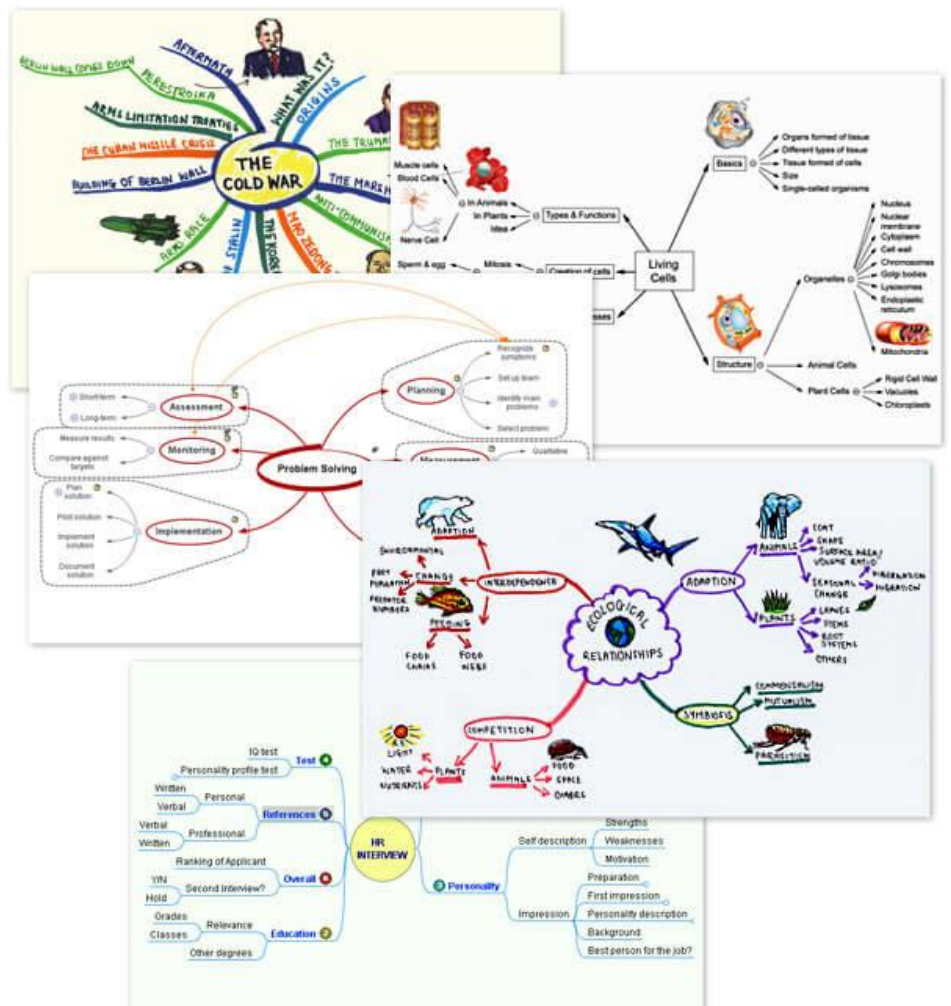 AFTERMATH
BERLIN WALL COMES DOWN
PERESTROIKA
ARMS LIMITATION TREATIES
THE CUBAN MISSILE CRISIS
BUILDING OF BERLIN WALL
ARMS RACE
STALIN
MAO ZEDONG
WHAT WAS IT?
ORIGINS
THE
COLD WAR
Muscle cells
Blood Cells
Nerve Cell
In Animals
In Plants
Idea
Types & Functions
Sperm & egg
Mitosis
Creation of cells
Living
Cells
Basics
Organs formed of tissue
Different types of tissue
Tissue formed of cells
Size
Single-celled organisms
Structure
Organelles
Nucleus
Nuclear
membrane
Cytoplasm
Cell wall
Chromosomes
Golgi bodies
Lysosomes
Endoplastic
reticulum
Mitochondria
Animal Cells
Plant Cells
Rigid Cell Wall
Vacuoles
Chloroplasts
Problem Solving
Assessment
Short-term
Long-term
Monitoring
Measure results
Compare against
targets
Implementation
Plan
solution
Pilot solution
Implement
solution
Document
solution
Planning
Recognize
symptoms
Set up team
Identify main
problems
Select problem
Qualitative
ECOLOGICAL
RELATIONSHIPS
INTERDEPENDENCE
ADAPTION
CHANGE
ENVIRONMENTAL
PREDATOR
NUMBERS
FEEDING
FOOD
CHAINS
FOOD
WEBS
ADAPTION
ANIMALS
COAT
SHAPE
SURFACE AREA/
VOLUME RATIO
SEASONAL
CHANGE
HIBERNATION
MIGRATION
PLANTS
LEAVES
STEMS
ROOT
SYSTEMS
OTHERS
SYMBIOSIS
COMMENSALISM
MUTUALISM
PARASITISM
COMPETITION
PLANTS
LIGHT
WATER
NUTRIENTS
ANIMALS
FOOD
SPACE
HR
INTERVIEW
Test
IQ test
Personality profile test
References
Personal
Written
Verbal
Professional
Verbal
Written
Overall
Ranking of Applicant
Second Interview?
Y/N
Hold
Education
Relevance
Grades
Classes
Other degrees
Personality
Self description
Strengths
Weaknesses
Motivation
Impression
Preparation
First impression
Personality description
Background
Best person for the job?